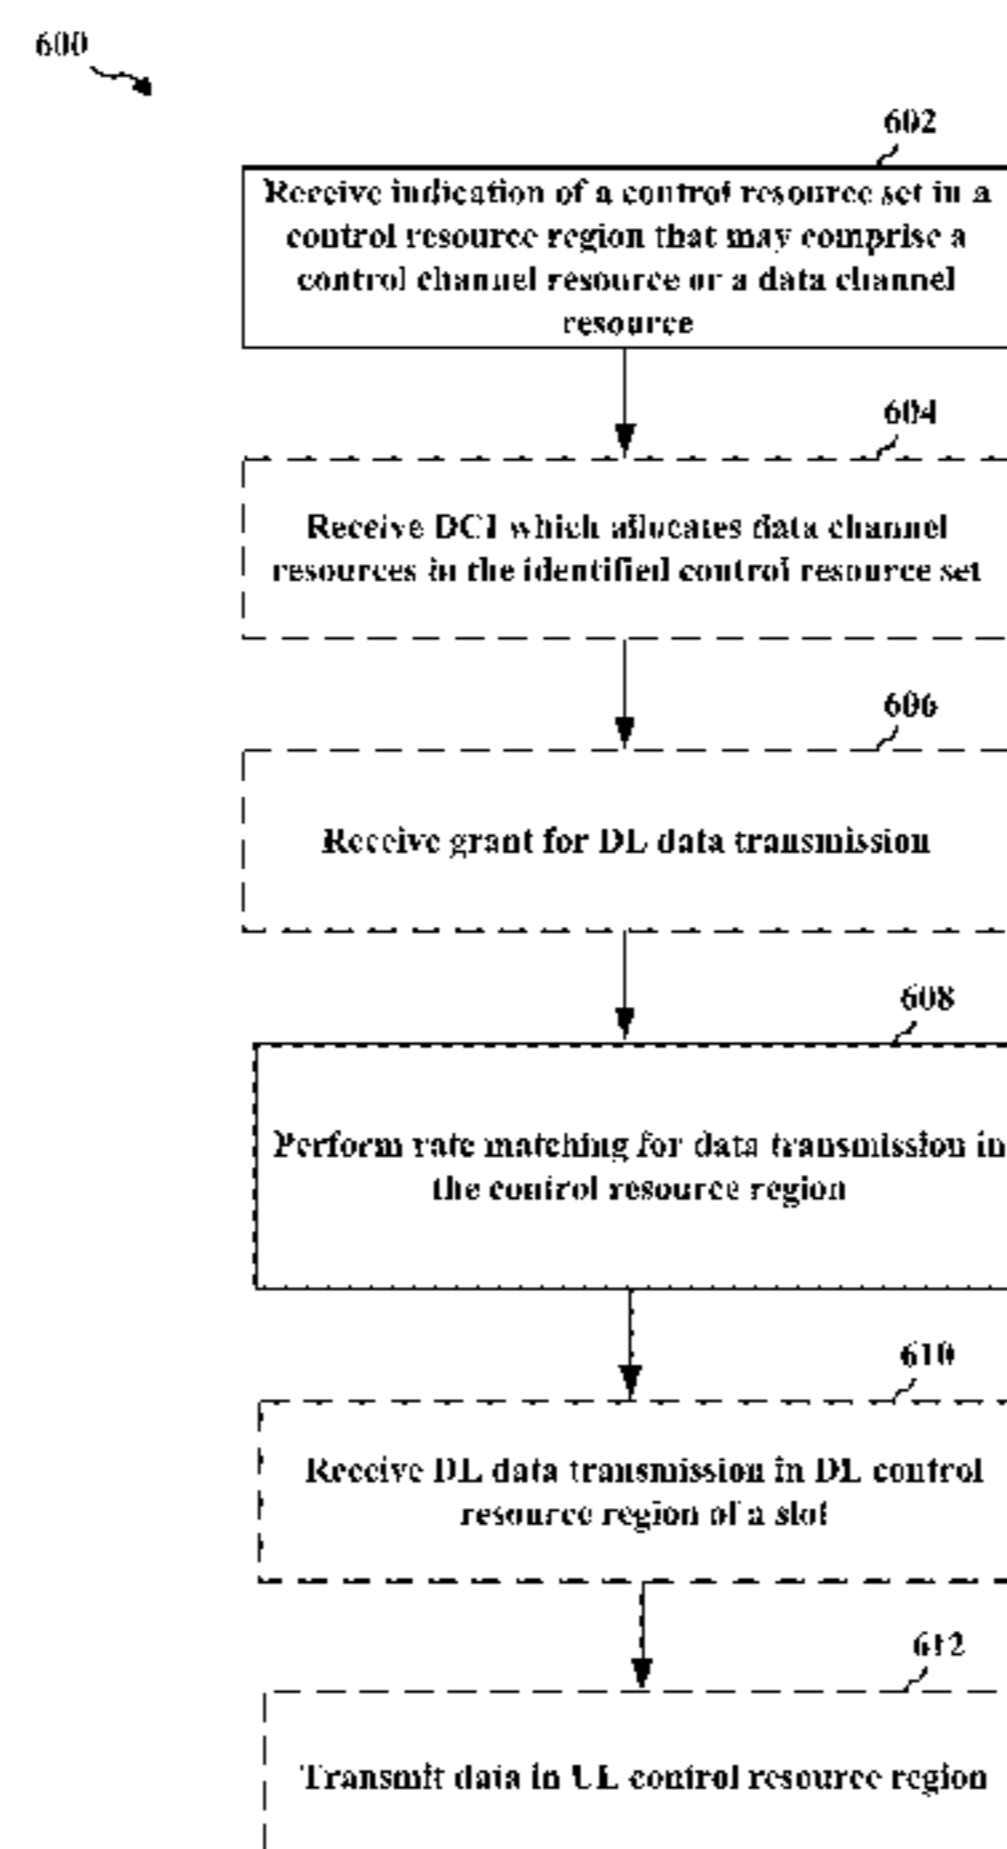 600
602
Receive indication of a control resource set in a
control resource region that may comprise a
control channel resource or a data channel
resource
604
Receive DCI which allocates data channel
resources in the identified control resource set
606
Receive grant for DL data transmission
608
Perform rate matching for data transmission in
the control resource region
610
Receive DL data transmission in DL control
resource region of a slot
612
Transmit data in UL control resource region